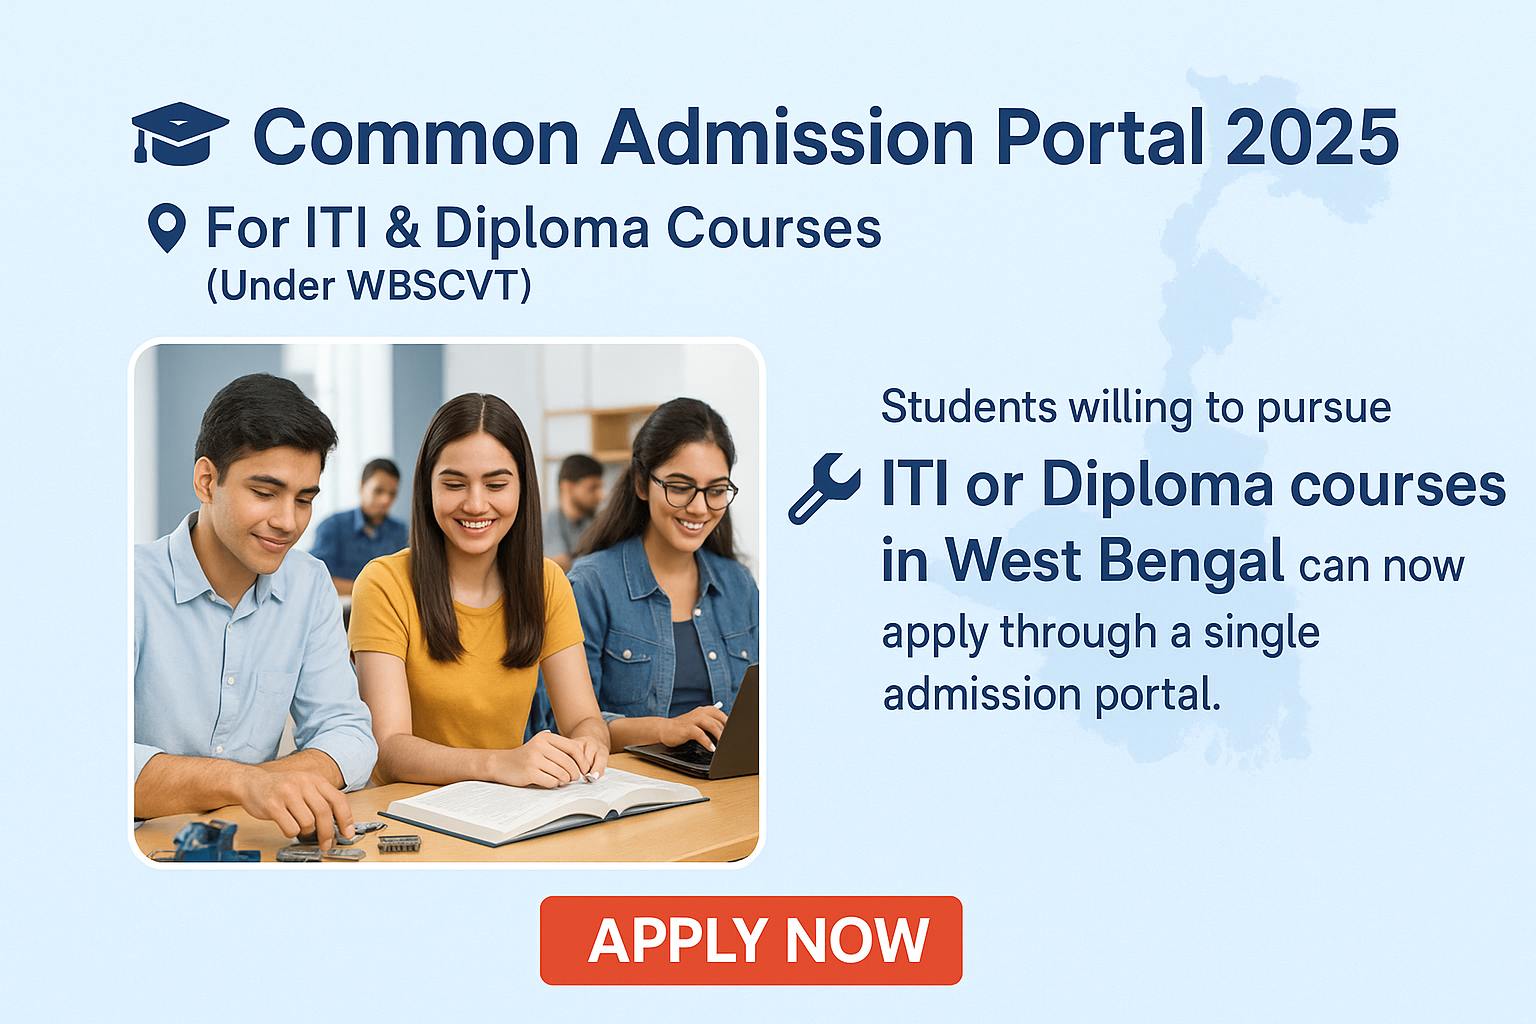 Common Admission Portal 2025
For ITI & Diploma Courses
(Under WBSCVT)
Students willing to pursue
ITI or Diploma courses
in West Bengal can now
apply through a single
admission portal.
APPLY NOW